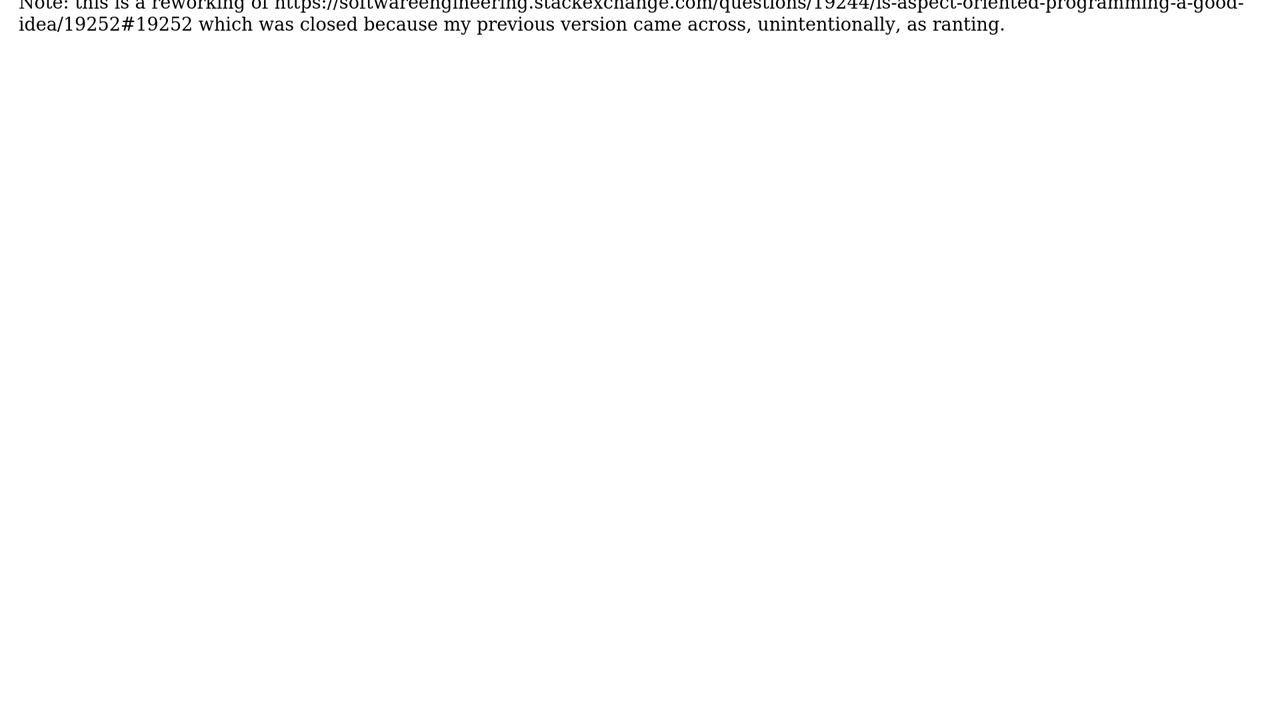 Note: this is a reworking of https://softwareengineering.stackexchange.com/questions/19244/is-aspect-oriented-programming-a-good-
idea/19252#19252 which was closed because my previous version came across, unintentionally, as ranting.